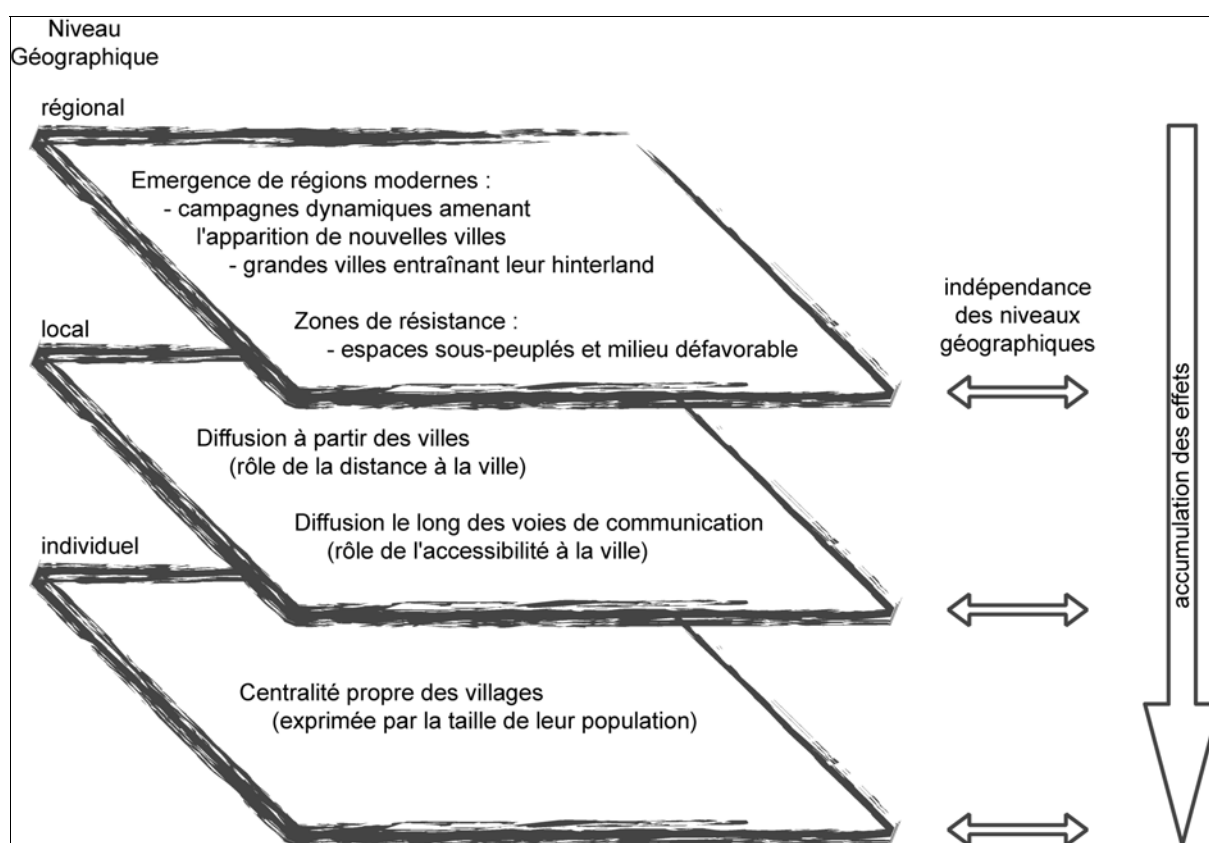 Niveau
Géographique
régional
Emergence de régions modernes :
- campagnes dynamiques amenant
l'apparition de nouvelles villes
- grandes villes entraînant leur hinterland
Zones de résistance :
- espaces sous-peuplés et milieu défavorable
local
Diffusion à partir des villes
(rôle de la distance à la ville)
Diffusion le long des voies de communication
(rôle de l'accessibilité à la ville)
individuel
Centralité propre des villages
(exprimée par la taille de leur population)
indépendance
des niveaux
géographiques
accumulation des effets